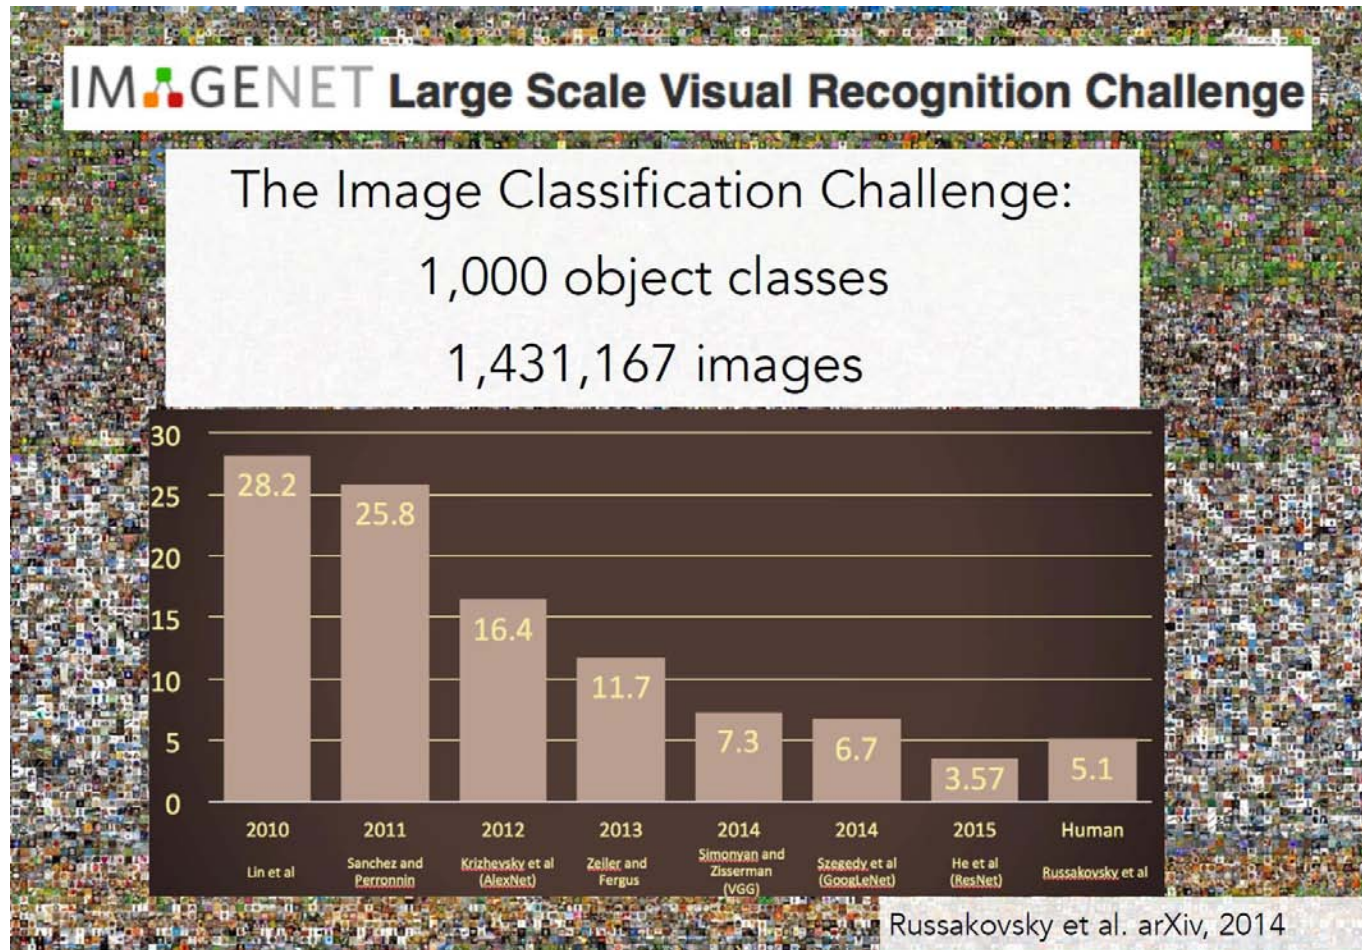 IMAGENET Large Scale Visual Recognition Challenge
The Image Classification Challenge:
1,000 object classes
1,431,167 images
30
25
20
15
10
5
0
28.2
25.8
16.4
11.7
7.3
6.7
3.57
5.1
2010
Lin et al
2011
Sanchez and
Perronnin
2012
Krizhevsky et al
(AlexNet)
2013
Zeiler and
Fergus
2014
Simonyan and
Zisserman
(VGG)
2014
Szegedy et al
(GoogLeNet)
2015
He et al
(ResNet)
Human
Russakovsky et al
Russakovsky et al. arXiv, 2014